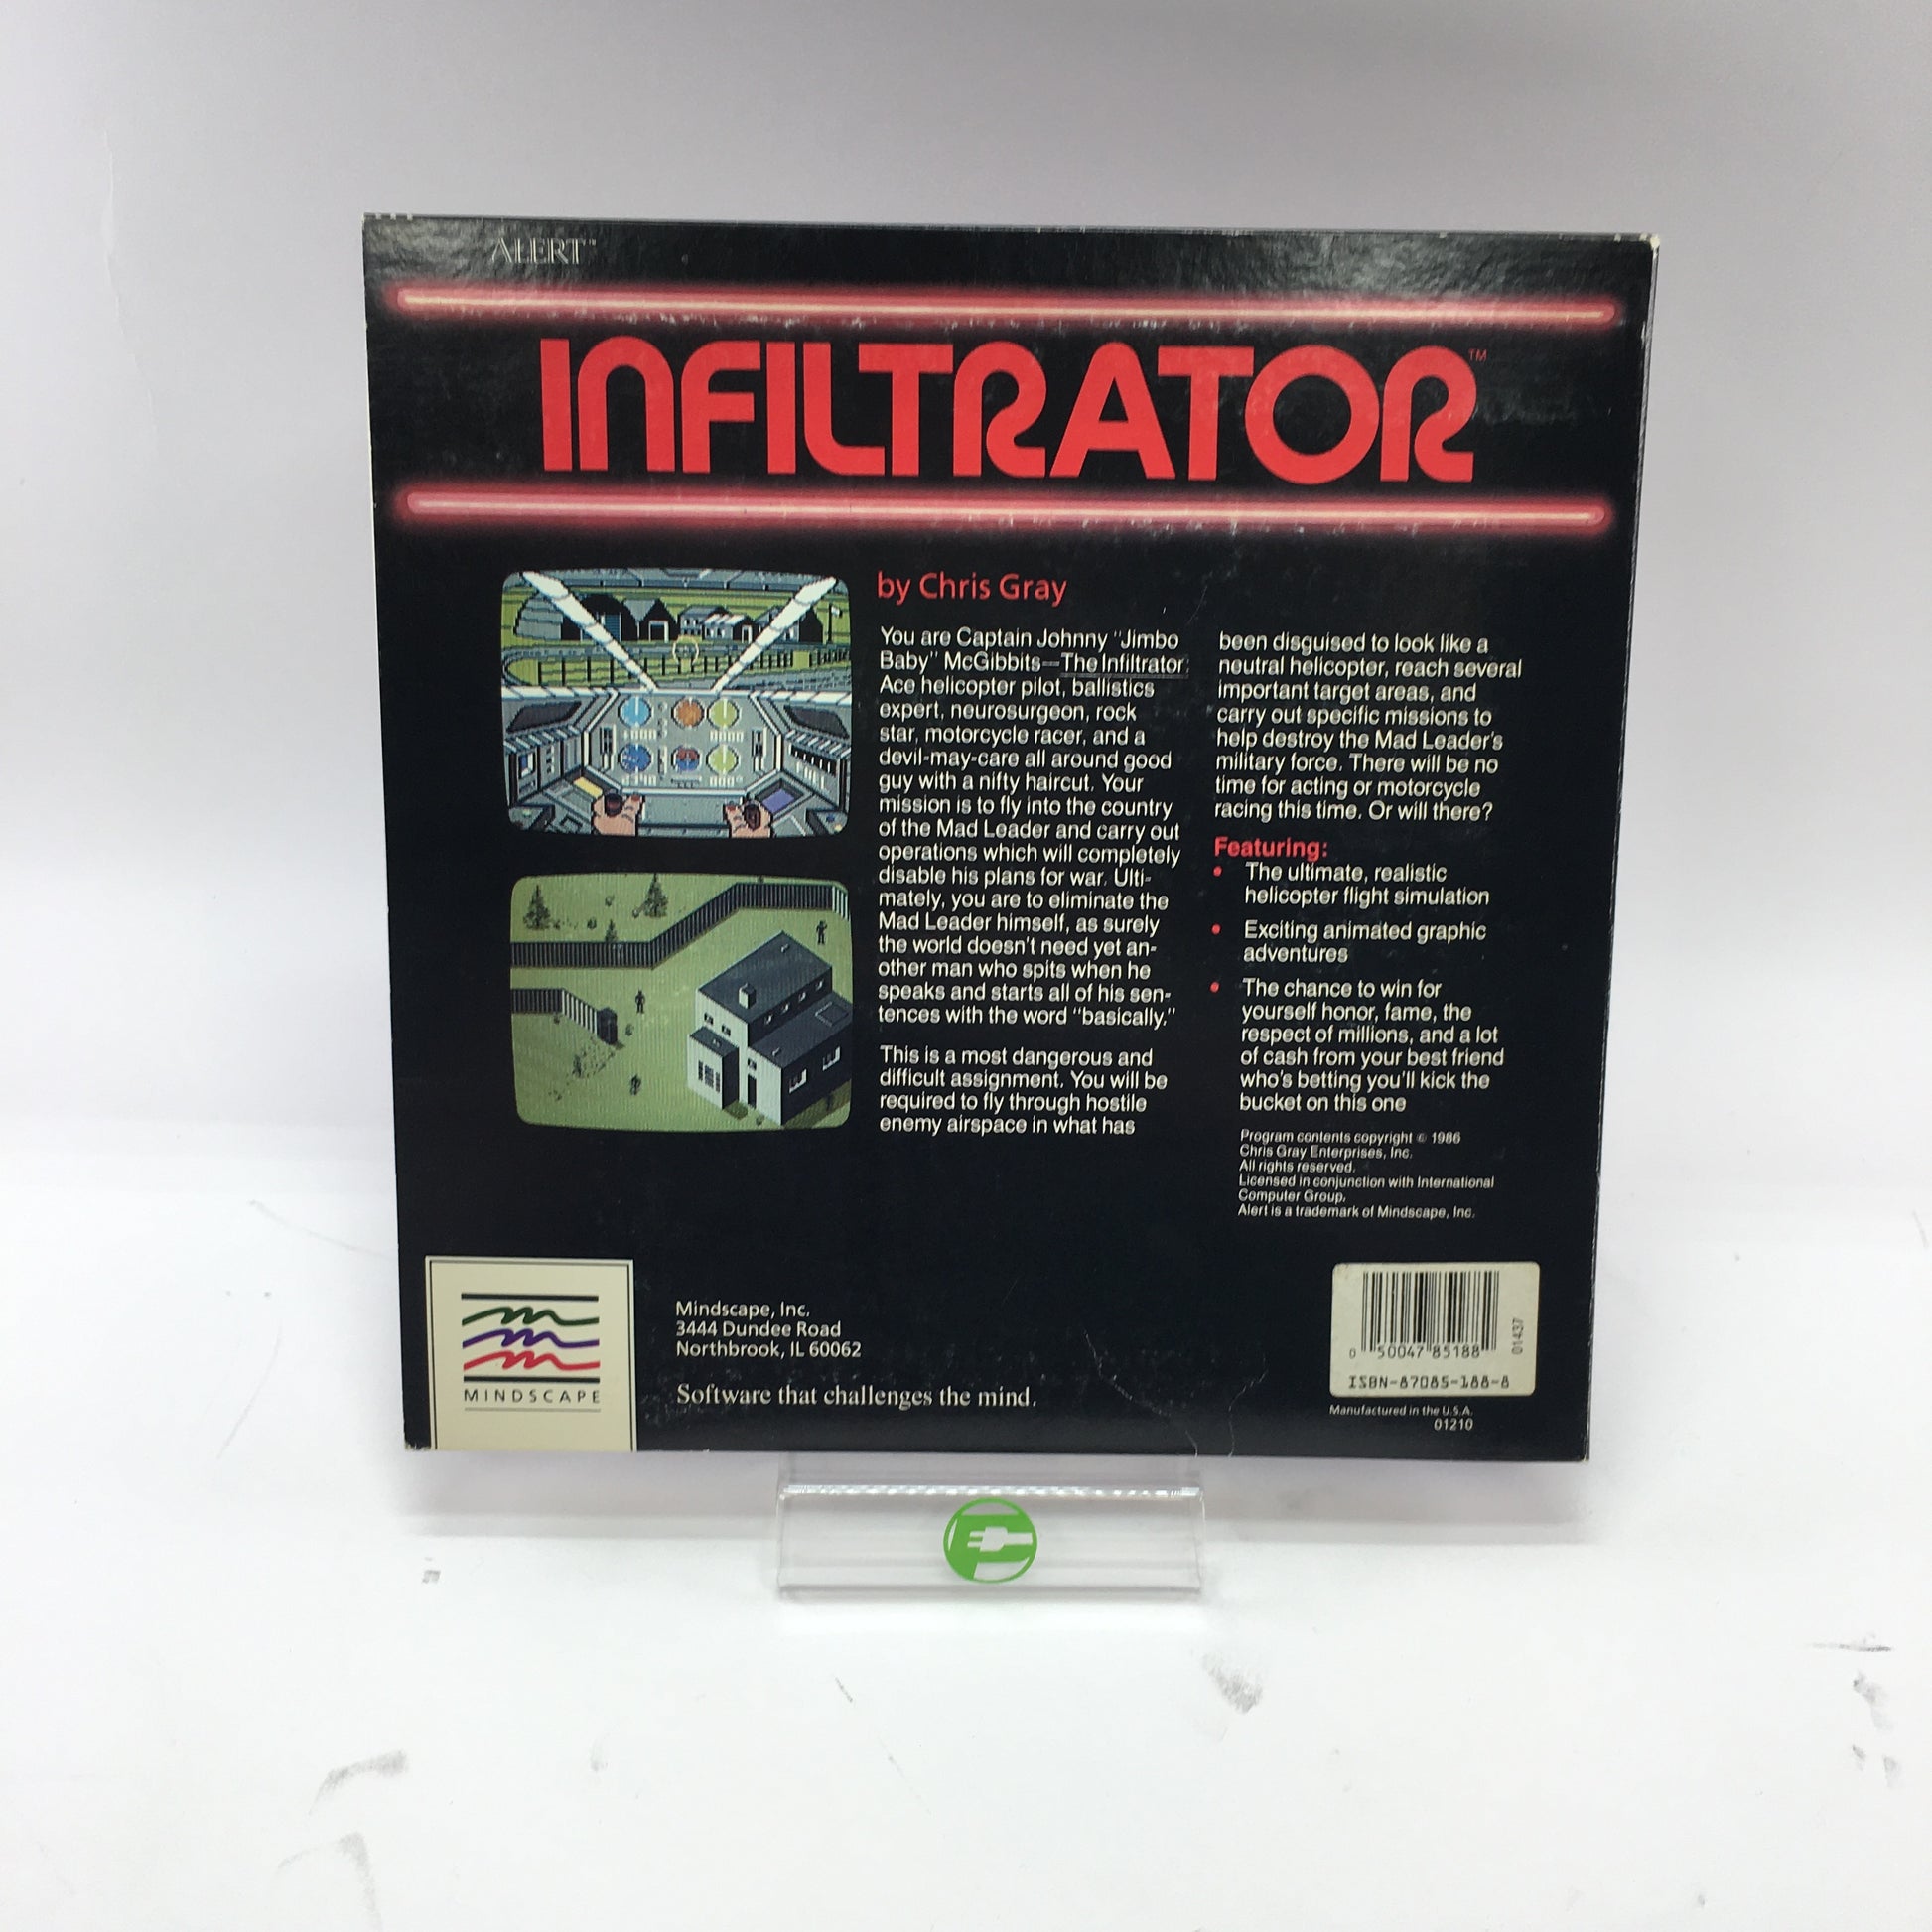 ALERT™
INFILTRATOR™
by Chris Gray
You are Captain Johnny "Jimbo
Baby" McGibbits—The Infiltrator.
Ace helicopter pilot, ballistics
expert, neurosurgeon, rock
star, motorcycle racer, and a
devil-may-care all around good
guy with a nifty haircut. Your
mission is to fly into the country
of the Mad Leader and carry out
operations which will completely
disable his plans for war. Ulti-
mately, you are to eliminate the
Mad Leader himself, as surely
the world doesn't need yet an-
other man who spits when he
speaks and starts all of his sen-
tences with the word "basically."
This is a most dangerous and
difficult assignment. You will be
required to fly through hostile
enemy airspace in what has
been disguised to look like a
neutral helicopter, reach several
important target areas, and
carry out specific missions to
help destroy the Mad Leader's
military force. There will be no
time for acting or motorcycle
racing this time. Or will there?
Featuring:
• The ultimate, realistic
helicopter flight simulation
• Exciting animated graphic
adventures
• The chance to win for
yourself honor, fame, the
respect of millions, and a lot
of cash from your best friend
who's betting you'll kick the
bucket on this one
Program contents copyright © 1986
Chris Gray Enterprises, Inc.
All rights reserved.
Licensed in conjunction with International
Computer Group.
Alert is a trademark of Mindscape, Inc.
MINDSCAPE
Mindscape, Inc.
3444 Dundee Road
Northbrook, IL 60062
Software that challenges the mind.
0 50047 85188
01437
ISBN-87085-188-8
Manufactured in the U.S.A.
01210